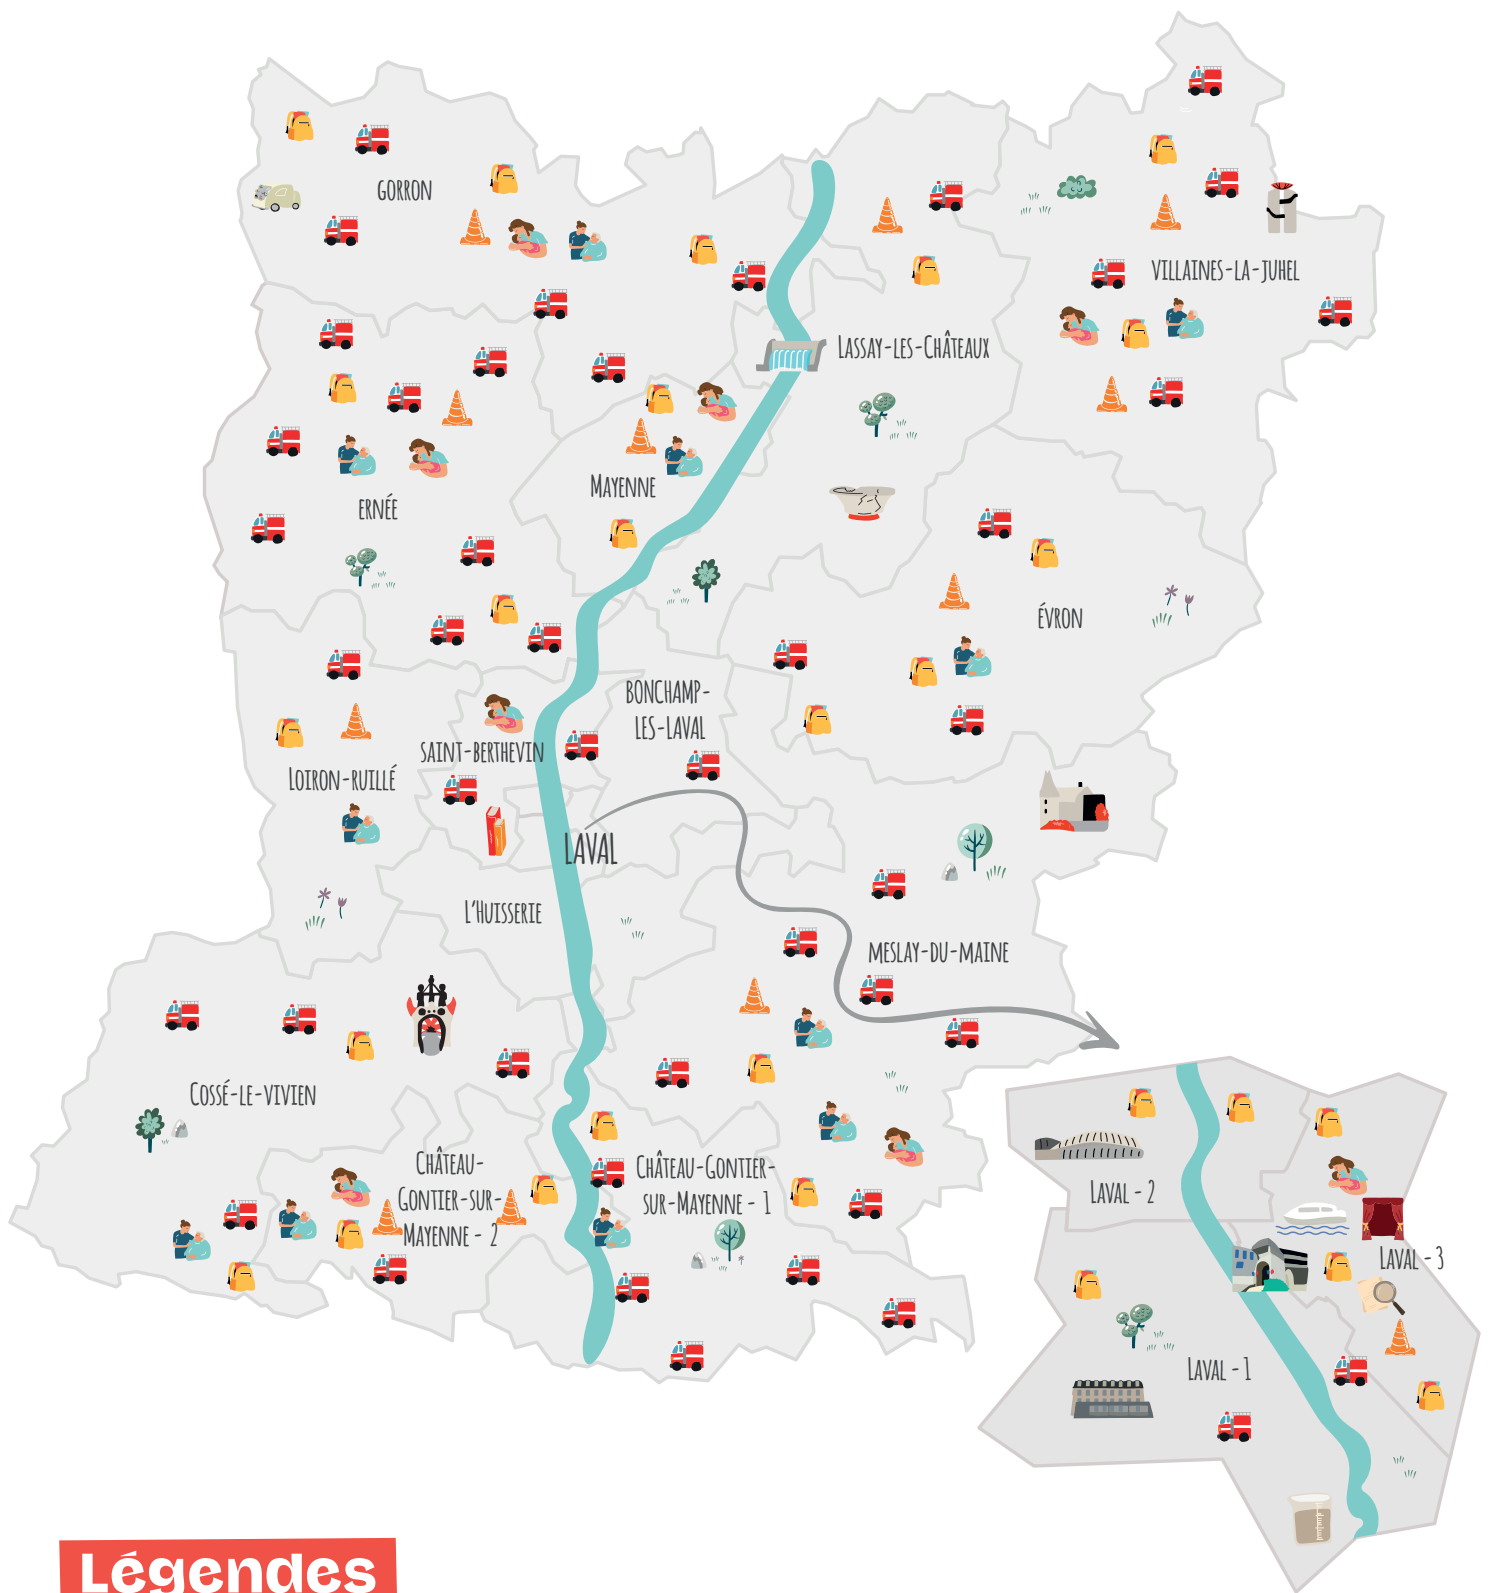 GORRON
VILLAINES-LA-JUHEL
LASSAY-LES-CHÂTEAUX
MAYENNE
ERNÉE
ÉVRON
BONCHAMP-
LES-LAVAL
SAINT-BERTHEVIN
LOIRON-RUILLÉ
LAVAL
L'HUISSERIE
MESLAY-DU-MAINE
COSSÉ-LE-VIVIEN
CHÂTEAU-
GONTIER-SUR-
MAYENNE - 2
CHÂTEAU-GONTIER-
SUR-MAYENNE - 1
LAVAL - 2
LAVAL - 3
LAVAL - 1
Légendes